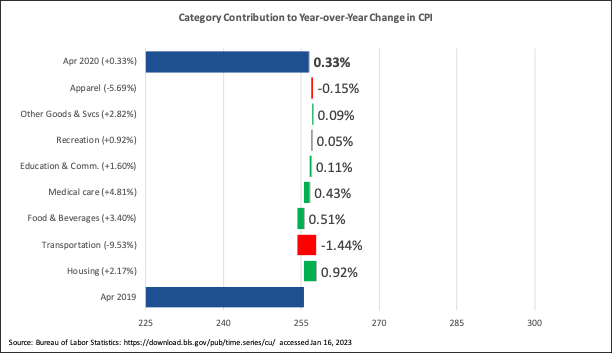 Category Contribution to Year-over-Year Change in CPI
Apr 2020 (+0.33%) 0.33%
Apparel (-5.69%) -0.15%
Other Goods & Svcs (+2.82%) 0.09%
Recreation (+0.92%) 0.05%
Education & Comm. (+1.60%) 0.11%
Medical care (+4.81%) 0.43%
Food & Beverages (+3.40%) 0.51%
Transportation (-9.53%) -1.44%
Housing (+2.17%) 0.92%
Apr 2019
225 240 255 270 285 300
Source: Bureau of Labor Statistics: https://download.bls.gov/pub/time.series/cu/ accessed Jan 16, 2023